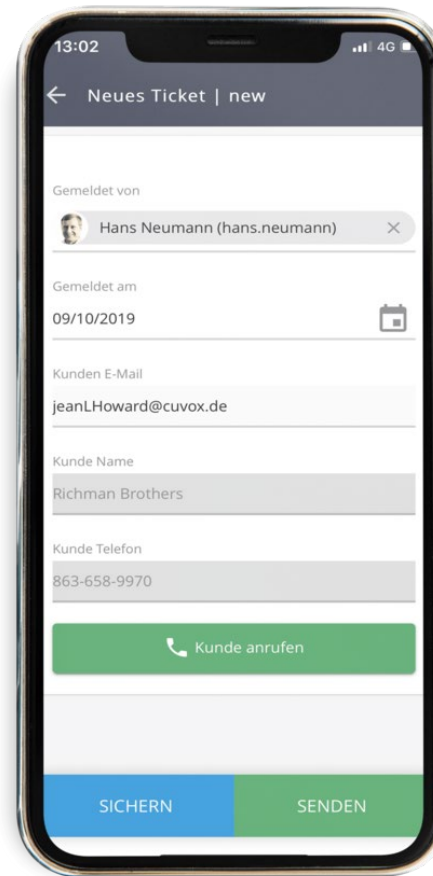 13:02
4G
Neues Ticket | new
Gemeldet von
Hans Neumann (hans.neumann)
Gemeldet am
09/10/2019
Kunden E-Mail
jeanLHoward@cuvox.de
Kunde Name
Richman Brothers
Kunde Telefon
863-658-9970
Kunde anrufen
SICHERN SENDEN